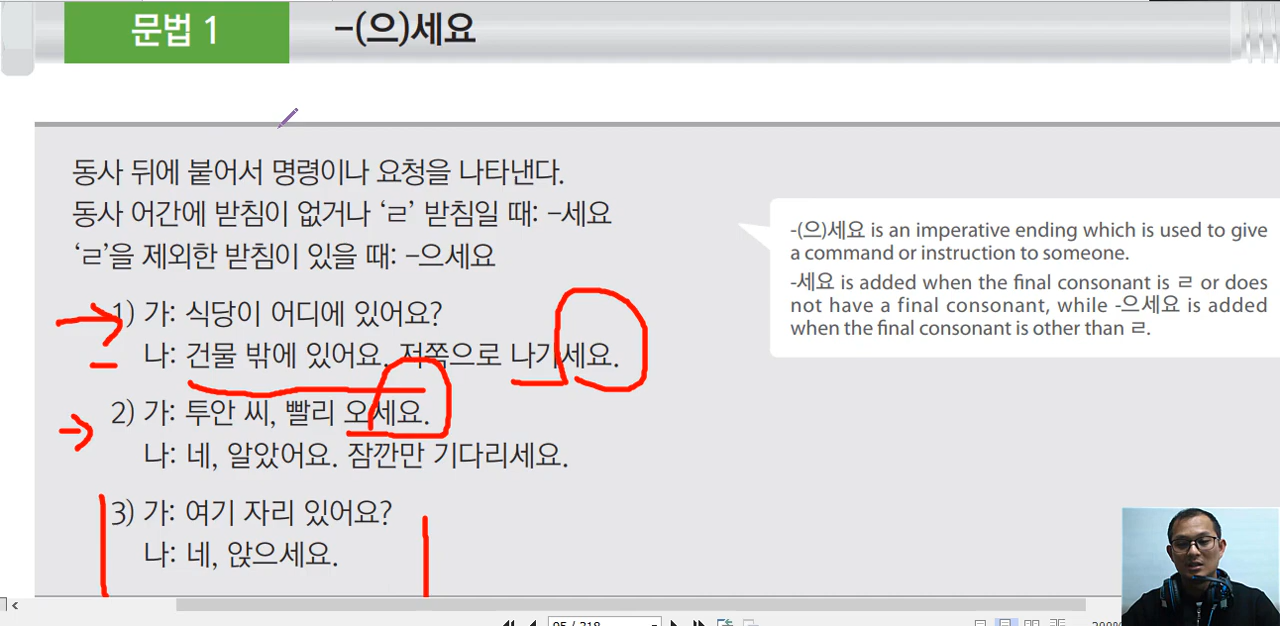 문법 1
-(으)세요
동사 뒤에 붙어서 명령이나 요청을 나타낸다.
동사 어간에 받침이 없거나 ‘ㄹ’ 받침일 때: -세요
‘ㄹ’을 제외한 받침이 있을 때: -으세요
1) 가: 식당이 어디에 있어요?
나: 건물 밖에 있어요. 저쪽으로 나가세요.
2) 가: 투안 씨, 빨리 오세요.
나: 네, 알았어요. 잠깐만 기다리세요.
3) 가: 여기 자리 있어요?
나: 네, 앉으세요.
-(으)세요 is an imperative ending which is used to give
a command or instruction to someone.
-세요 is added when the final consonant is ㄹ or does
not have a final consonant, while -으세요 is added
when the final consonant is other than ㄹ.
95 / 218
200%